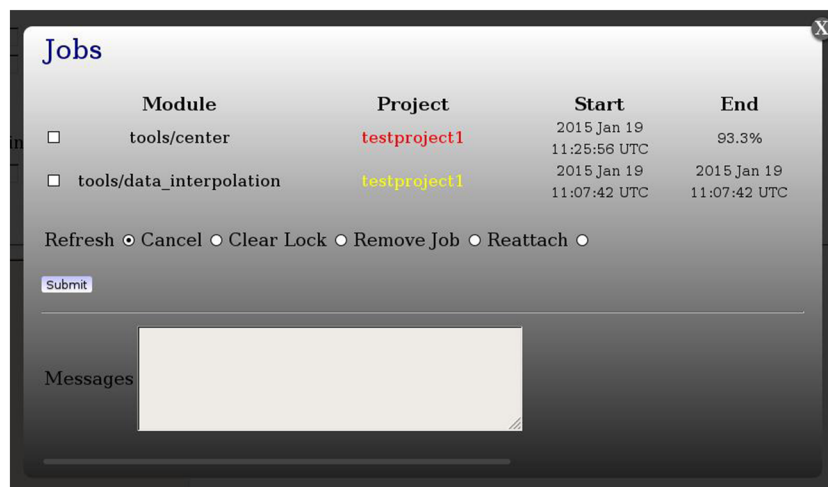 X
Jobs
Module Project Start End
tools/center testproject1 2015 Jan 19 11:25:56 UTC 93.3%
tools/data_interpolation testproject1 2015 Jan 19 11:07:42 UTC 2015 Jan 19 11:07:42 UTC
Refresh Cancel Clear Lock Remove Job Reattach
Submit
Messages